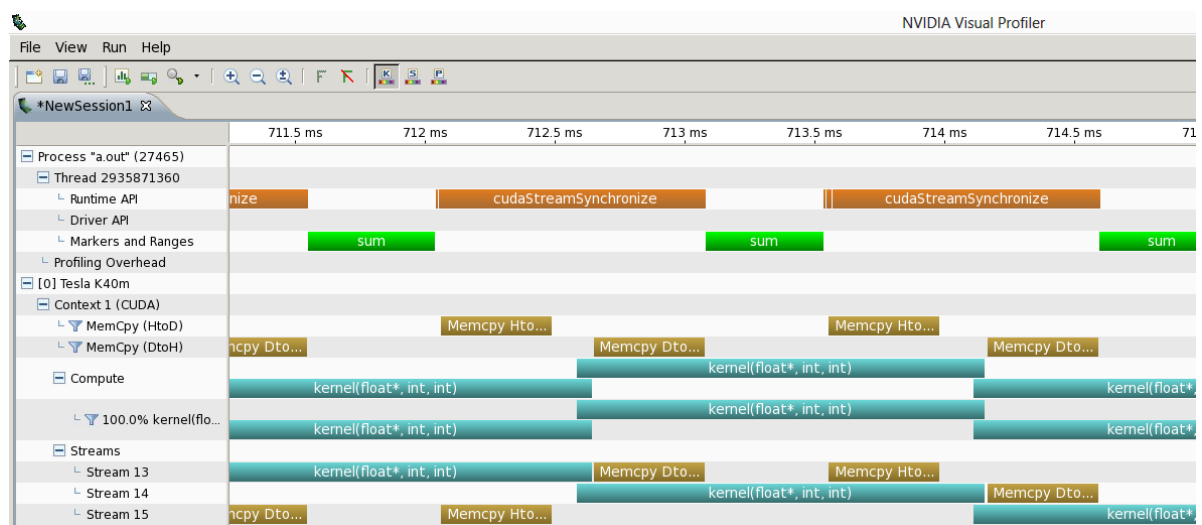 NVIDIA Visual Profiler
File View Run Help
*NewSession1
711.5 ms 712 ms 712.5 ms 713 ms 713.5 ms 714 ms 714.5 ms 71
Process "a.out" (27465)
Thread 2935871360
Runtime API nize cudaStreamSynchronize cudaStreamSynchronize
Driver API
Markers and Ranges sum sum sum
Profiling Overhead
[0] Tesla K40m
Context 1 (CUDA)
MemCpy (HtoD) Memcpy Hto... Memcpy Hto...
MemCpy (DtoH) ncpy Dto... Memcpy Dto... Memcpy Dto...
kernel(float*, int, int)
Compute
kernel(float*, int, int) kernel(float*,
kernel(float*, int, int)
100.0% kernel(flo...
kernel(float*, int, int) kernel(float*,
Streams
Stream 13 kernel(float*, int, int) Memcpy Dto... Memcpy Hto...
Stream 14 kernel(float*, int, int) Memcpy Dto...
Stream 15 ncpy Dto... Memcpy Hto... kernel(float*,